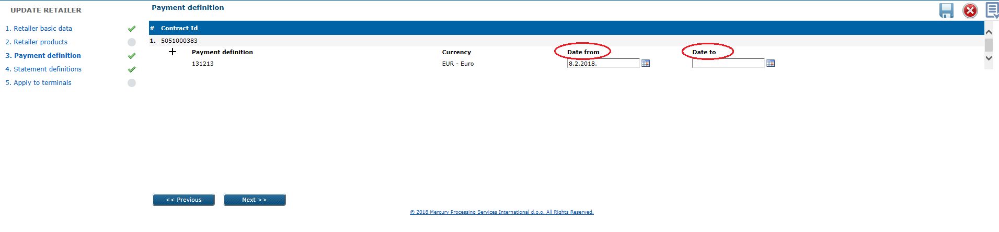 UPDATE RETAILER
1. Retailer basic data
2. Retailer products
3. Payment definition
4. Statement definitions
5. Apply to terminals
Payment definition
# Contract Id
1. 5051000383
Payment definition Currency Date from Date to
131213 EUR - Euro 8.2.2018.
<< Previous Next >>
© 2018 Mercury Processing Services International d.o.o. All Rights Reserved.